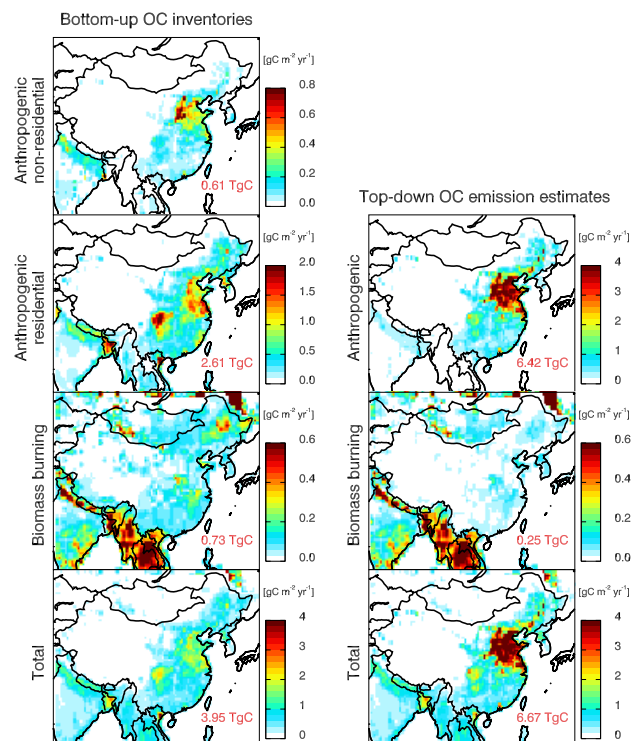 Bottom-up OC inventories
[gC m⁻² yr⁻¹]
Anthropogenic
non-residential
0.8
0.6
0.4
0.2
0.0
0.61 TgC
Top-down OC emission estimates
[gC m⁻² yr⁻¹]
Anthropogenic
residential
2.0
1.5
1.0
0.5
0.0
2.61 TgC
[gC m⁻² yr⁻¹]
Anthropogenic
4
3
2
1
0
6.42 TgC
[gC m⁻² yr⁻¹]
Biomass burning
0.6
0.4
0.2
0.0
0.73 TgC
[gC m⁻² yr⁻¹]
Biomass burning
0.6
0.4
0.2
0.0
0.25 TgC
[gC m⁻² yr⁻¹]
Total
4
3
2
1
0
3.95 TgC
[gC m⁻² yr⁻¹]
Total
4
3
2
1
0
6.67 TgC